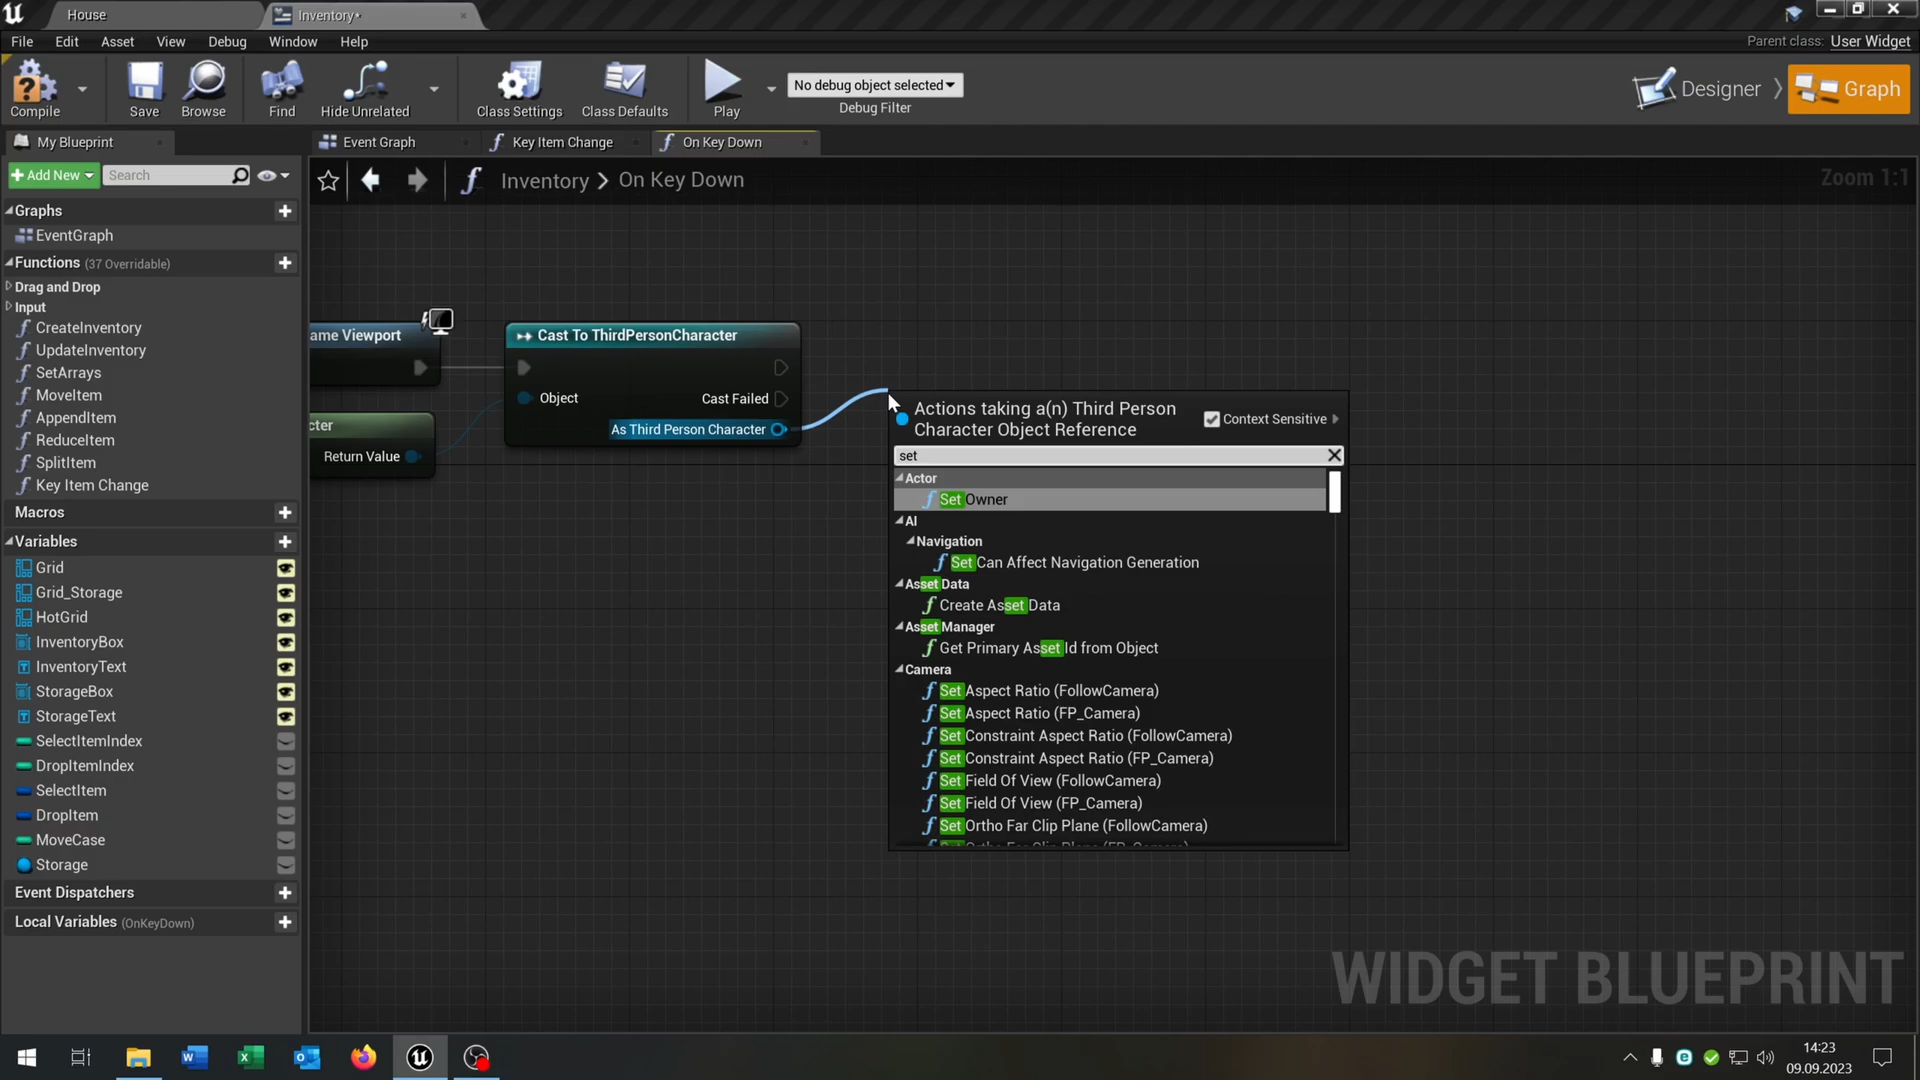 House
Inventory*
File Edit Asset View Debug Window Help
Parent class: User Widget
Compile
Save
Browse
Find
Hide Unrelated
Class Settings
Class Defaults
Play
No debug object selected
Debug Filter
Designer
Graph
My Blueprint
Event Graph
Key Item Change
On Key Down
Add New
Search
Inventory > On Key Down
Zoom 1:1
Graphs
EventGraph
Functions (37 Overridable)
Drag and Drop
Input
CreateInventory
UpdateInventory
SetArrays
MoveItem
AppendItem
ReduceItem
SplitItem
Key Item Change
Macros
Variables
Grid
Grid_Storage
HotGrid
InventoryBox
InventoryText
StorageBox
StorageText
SelectItemIndex
DropItemIndex
SelectItem
DropItem
MoveCase
Storage
Event Dispatchers
Local Variables (OnKeyDown)
ame Viewport
cter
Return Value
Cast To ThirdPersonCharacter
Object
Cast Failed
As Third Person Character
Actions taking a(n) Third Person
Character Object Reference
Context Sensitive
set
Actor
Set Owner
AI
Navigation
Set Can Affect Navigation Generation
Asset Data
Create Asset Data
Asset Manager
Get Primary Asset Id from Object
Camera
Set Aspect Ratio (FollowCamera)
Set Aspect Ratio (FP_Camera)
Set Constraint Aspect Ratio (FollowCamera)
Set Constraint Aspect Ratio (FP_Camera)
Set Field Of View (FollowCamera)
Set Field Of View (FP_Camera)
Set Ortho Far Clip Plane (FollowCamera)
Set Ortho Far Clip Plane (FP_Camera)
WIDGET BLUEPRINT
14:23
09.09.2023